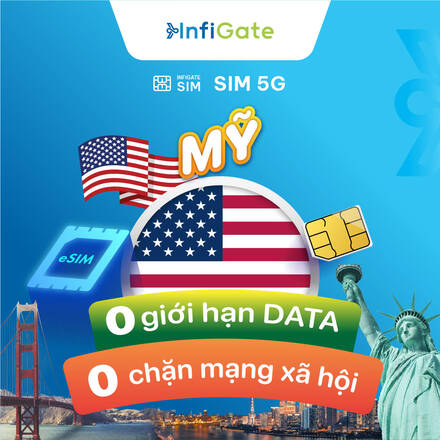 InfiGate
INFIGATE
SIM
SIM 5G
MỸ
eSIM
0 giới hạn DATA
0 chặn mạng xã hội